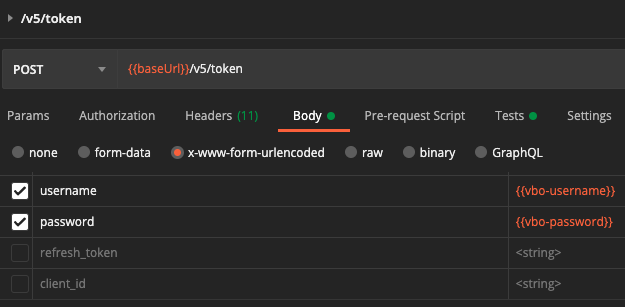 /v5/token
POST {{baseUrl}}/v5/token
Params Authorization Headers (11) Body Pre-request Script Tests Settings
none form-data x-www-form-urlencoded raw binary GraphQL
username {{vbo-username}}
password {{vbo-password}}
refresh_token <string>
client_id <string>